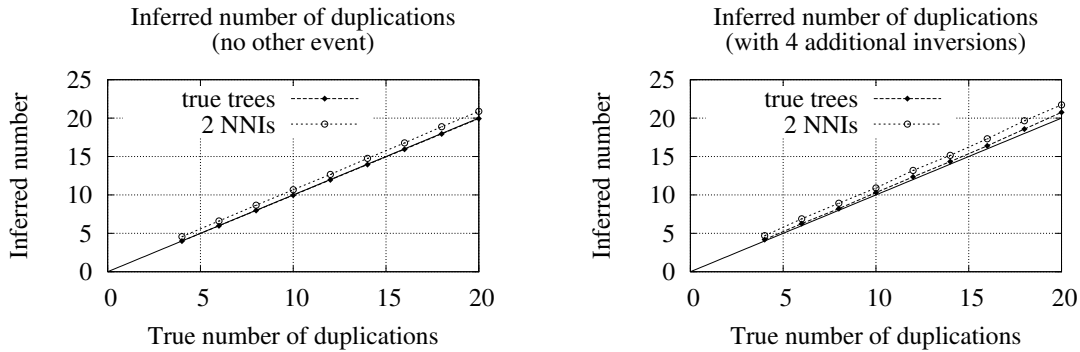 Inferred number of duplications
(no other event)
25
20
15
10
5
0
0 5 10 15 20
Inferred number
True number of duplications
true trees
2 NNIs
Inferred number of duplications
(with 4 additional inversions)
25
20
15
10
5
0
0 5 10 15 20
Inferred number
True number of duplications
true trees
2 NNIs